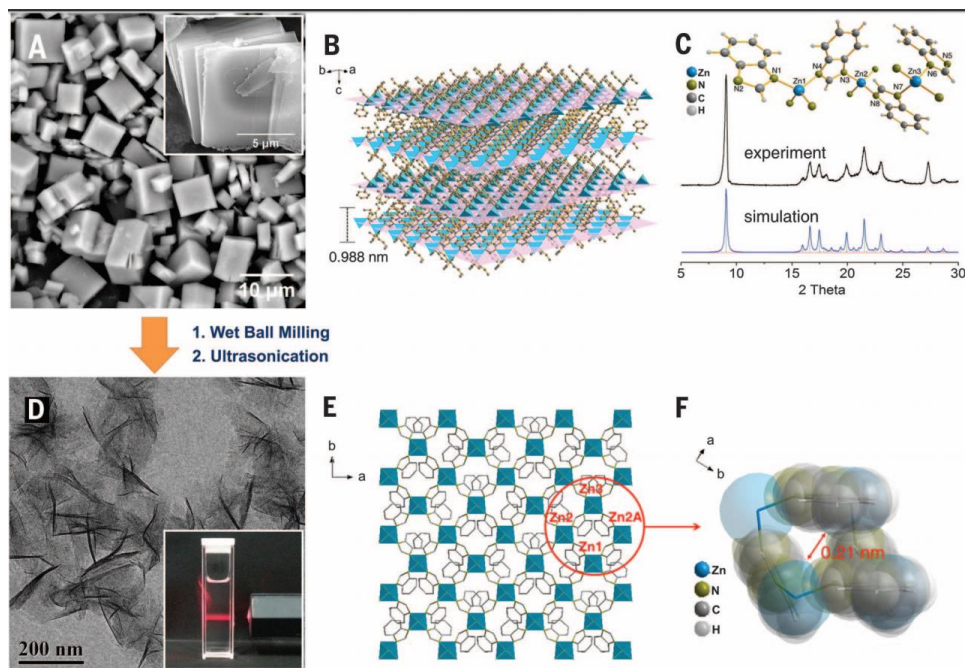 A
5 µm
10 µm
B
b
a
c
0.988 nm
C
Zn
N
C
H
N1
N2
Zn1
N4
N3
Zn2
N8
N7
Zn3
N6
N5
experiment
simulation
5 10 15 20 25 30
2 Theta
1. Wet Ball Milling
2. Ultrasonication
D
200 nm
E
b
a
Zn3
Zn2
Zn2A
Zn1
F
a
b
0.21 nm
Zn
N
C
H